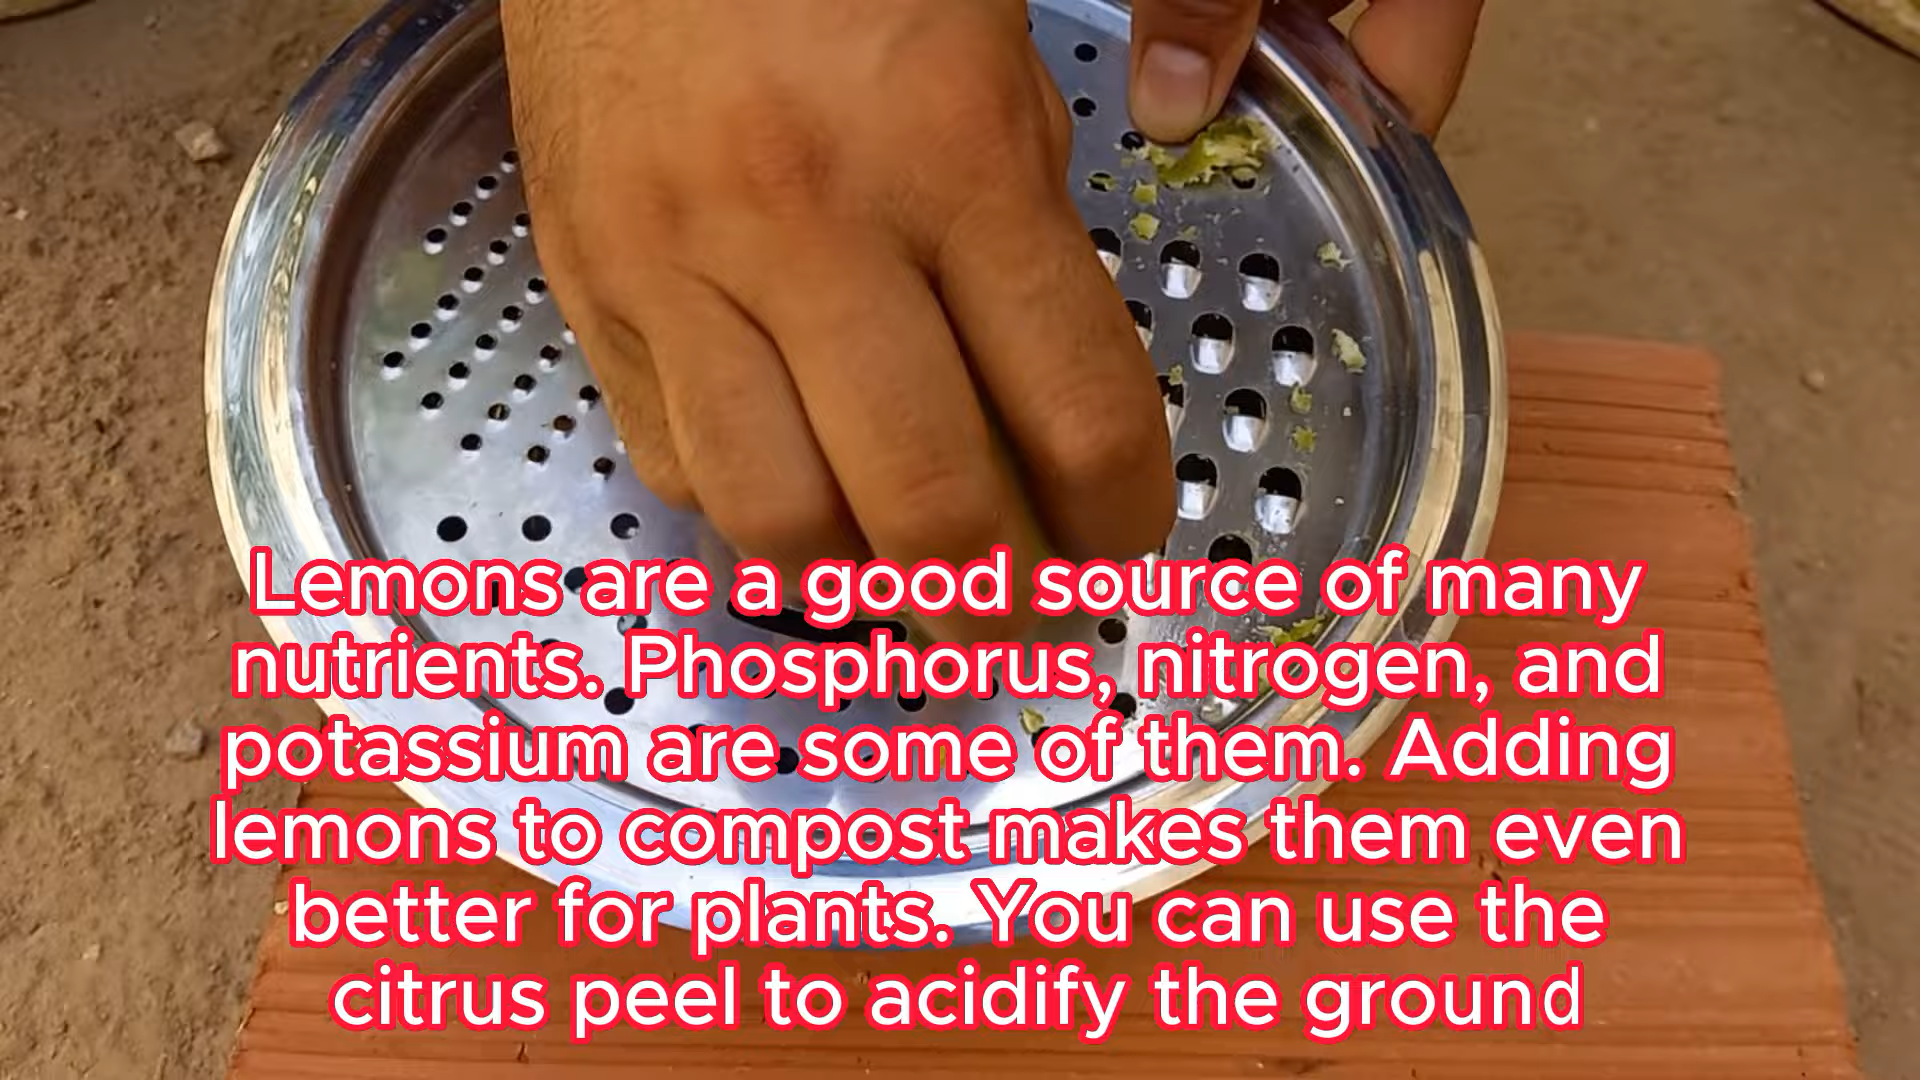 Lemons are a good source of many
nutrients. Phosphorus, nitrogen, and
potassium are some of them. Adding
lemons to compost makes them even
better for plants. You can use the
citrus peel to acidify the ground